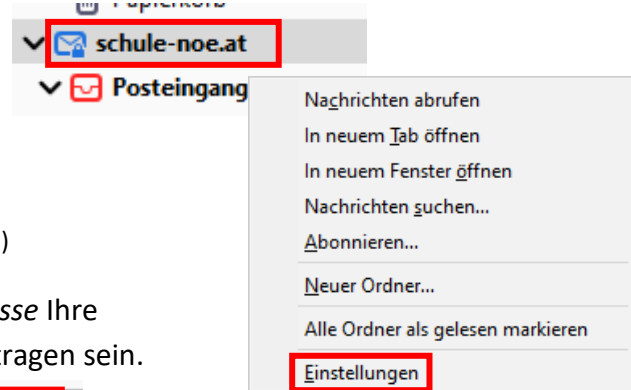 Papierkorb
schule-noe.at
Posteingang
Nachrichten abrufen
In neuem Tab öffnen
In neuem Fenster öffnen
Nachrichten suchen...
Abonnieren...
Neuer Ordner...
Alle Ordner als gelesen markieren
Einstellungen
)
sse Ihre
tragen sein.